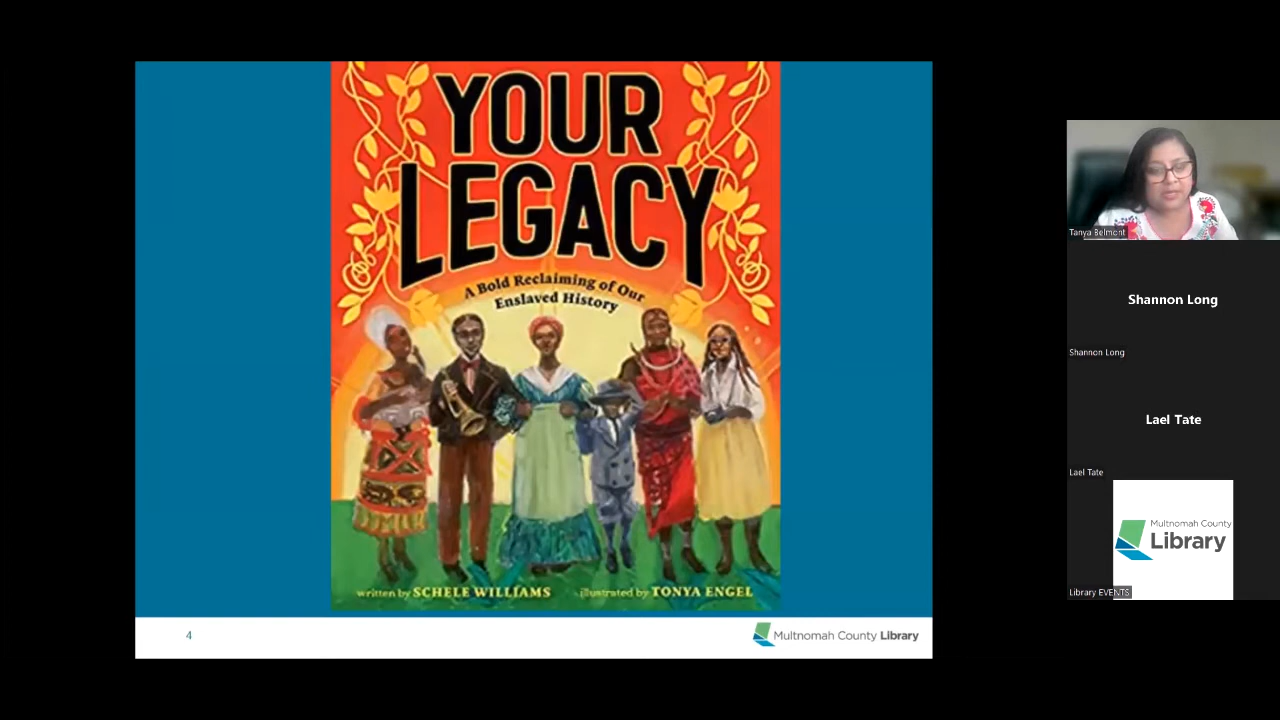 YOUR
LEGACY
A Bold Reclaiming of Our
Enslaved History
written by SCHELE WILLIAMS
illustrated by TONYA ENGEL
4
Multnomah County Library
Tanya Belmont
Shannon Long
Shannon Long
Lael Tate
Lael Tate
Multnomah County
Library
Library EVENTS